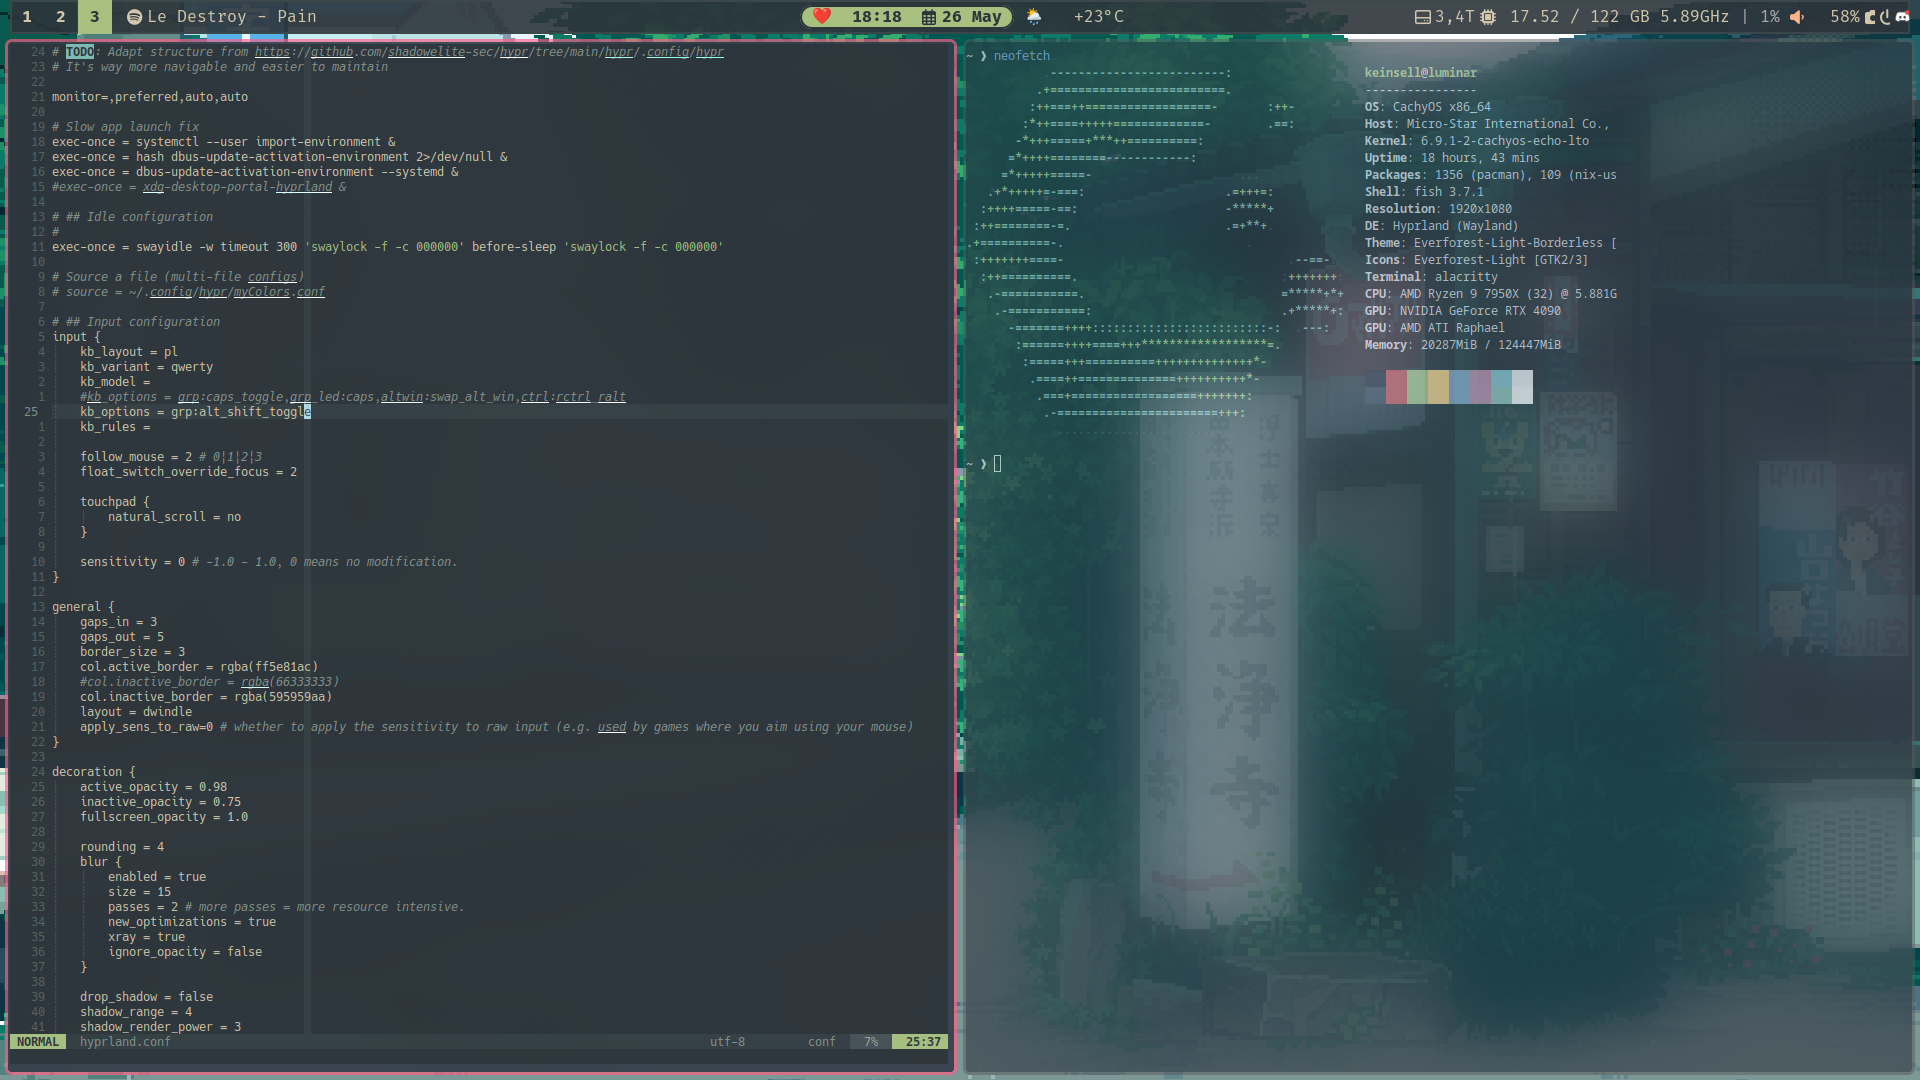 1 2 3 Le Destroy - Pain
18:18 26 May +23°C
3,4T 17.52 / 122 GB 5.89GHz | 1% 58%
24 # TODO: Adapt structure from https://github.com/shadowelite-sec/hypr/tree/main/hypr/.config/hypr
23 # It's way more navigable and easier to maintain
22
21 monitor=,preferred,auto,auto
20
19 # Slow app launch fix
18 exec-once = systemctl --user import-environment &
17 exec-once = hash dbus-update-activation-environment 2>/dev/null &
16 exec-once = dbus-update-activation-environment --systemd &
15 #exec-once = xdg-desktop-portal-hyprland &
14
13 # ## Idle configuration
12 #
11 exec-once = swayidle -w timeout 300 'swaylock -f -c 000000' before-sleep 'swaylock -f -c 000000'
10
9 # Source a file (multi-file configs)
8 # source = ~/.config/hypr/myColors.conf
7
6 # ## Input configuration
5 input {
4 kb_layout = pl
3 kb_variant = qwerty
2 kb_model =
1 #kb_options = grp:caps_toggle,grp_led:caps,altwin:swap_alt_win,ctrl:rctrl_ralt
25 kb_options = grp:alt_shift_toggle
1 kb_rules =
2
3 follow_mouse = 2 # 0|1|2|3
4 float_switch_override_focus = 2
5
6 touchpad {
7 natural_scroll = no
8 }
9
10 sensitivity = 0 # -1.0 - 1.0, 0 means no modification.
11 }
12
13 general {
14 gaps_in = 3
15 gaps_out = 5
16 border_size = 3
17 col.active_border = rgba(ff5e81ac)
18 #col.inactive_border = rgba(66333333)
19 col.inactive_border = rgba(595959aa)
20 layout = dwindle
21 apply_sens_to_raw=0 # whether to apply the sensitivity to raw input (e.g. used by games where you aim using your mouse)
22 }
23
24 decoration {
25 active_opacity = 0.98
26 inactive_opacity = 0.75
27 fullscreen_opacity = 1.0
28
29 rounding = 4
30 blur {
31 enabled = true
32 size = 15
33 passes = 2 # more passes = more resource intensive.
34 new_optimizations = true
35 xray = true
36 ignore_opacity = false
37 }
38
39 drop_shadow = false
40 shadow_range = 4
41 shadow_render_power = 3
NORMAL hyprland.conf utf-8 conf 7% 25:37
~ ❯ neofetch
keinsell@luminar
----------------
OS: CachyOS x86_64
Host: Micro-Star International Co.,
Kernel: 6.9.1-2-cachyos-echo-lto
Uptime: 18 hours, 43 mins
Packages: 1356 (pacman), 109 (nix-us
Shell: fish 3.7.1
Resolution: 1920x1080
DE: Hyprland (Wayland)
Theme: Everforest-Light-Borderless [
Icons: Everforest-Light [GTK2/3]
Terminal: alacritty
CPU: AMD Ryzen 9 7950X (32) @ 5.881G
GPU: NVIDIA GeForce RTX 4090
GPU: AMD ATI Raphael
Memory: 20287MiB / 124447MiB
~ ❯
法
浄
寺